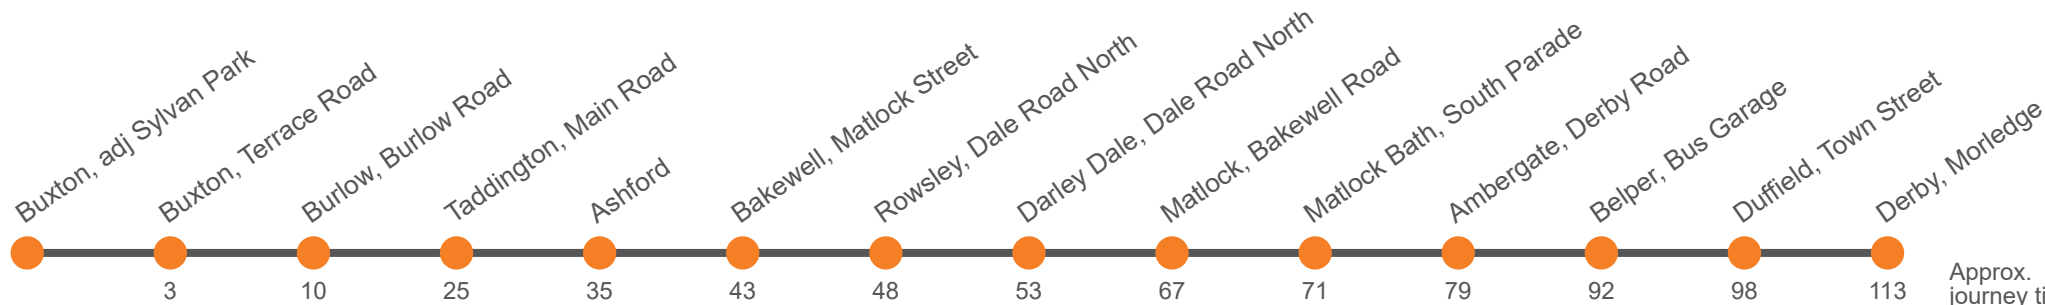 Buxton, adj Sylvan Park
Buxton, Terrace Road
Burlow, Burlow Road
Taddington, Main Road
Ashford
Bakewell, Matlock Street
Rowsley, Dale Road North
Darley Dale, Dale Road North
Matlock, Bakewell Road
Matlock Bath, South Parade
Ambergate, Derby Road
Belper, Bus Garage
Duffield, Town Street
Derby, Morledge
3 10 25 35 43 48 53 67 71 79 92 98 113
Approx.
journey ti